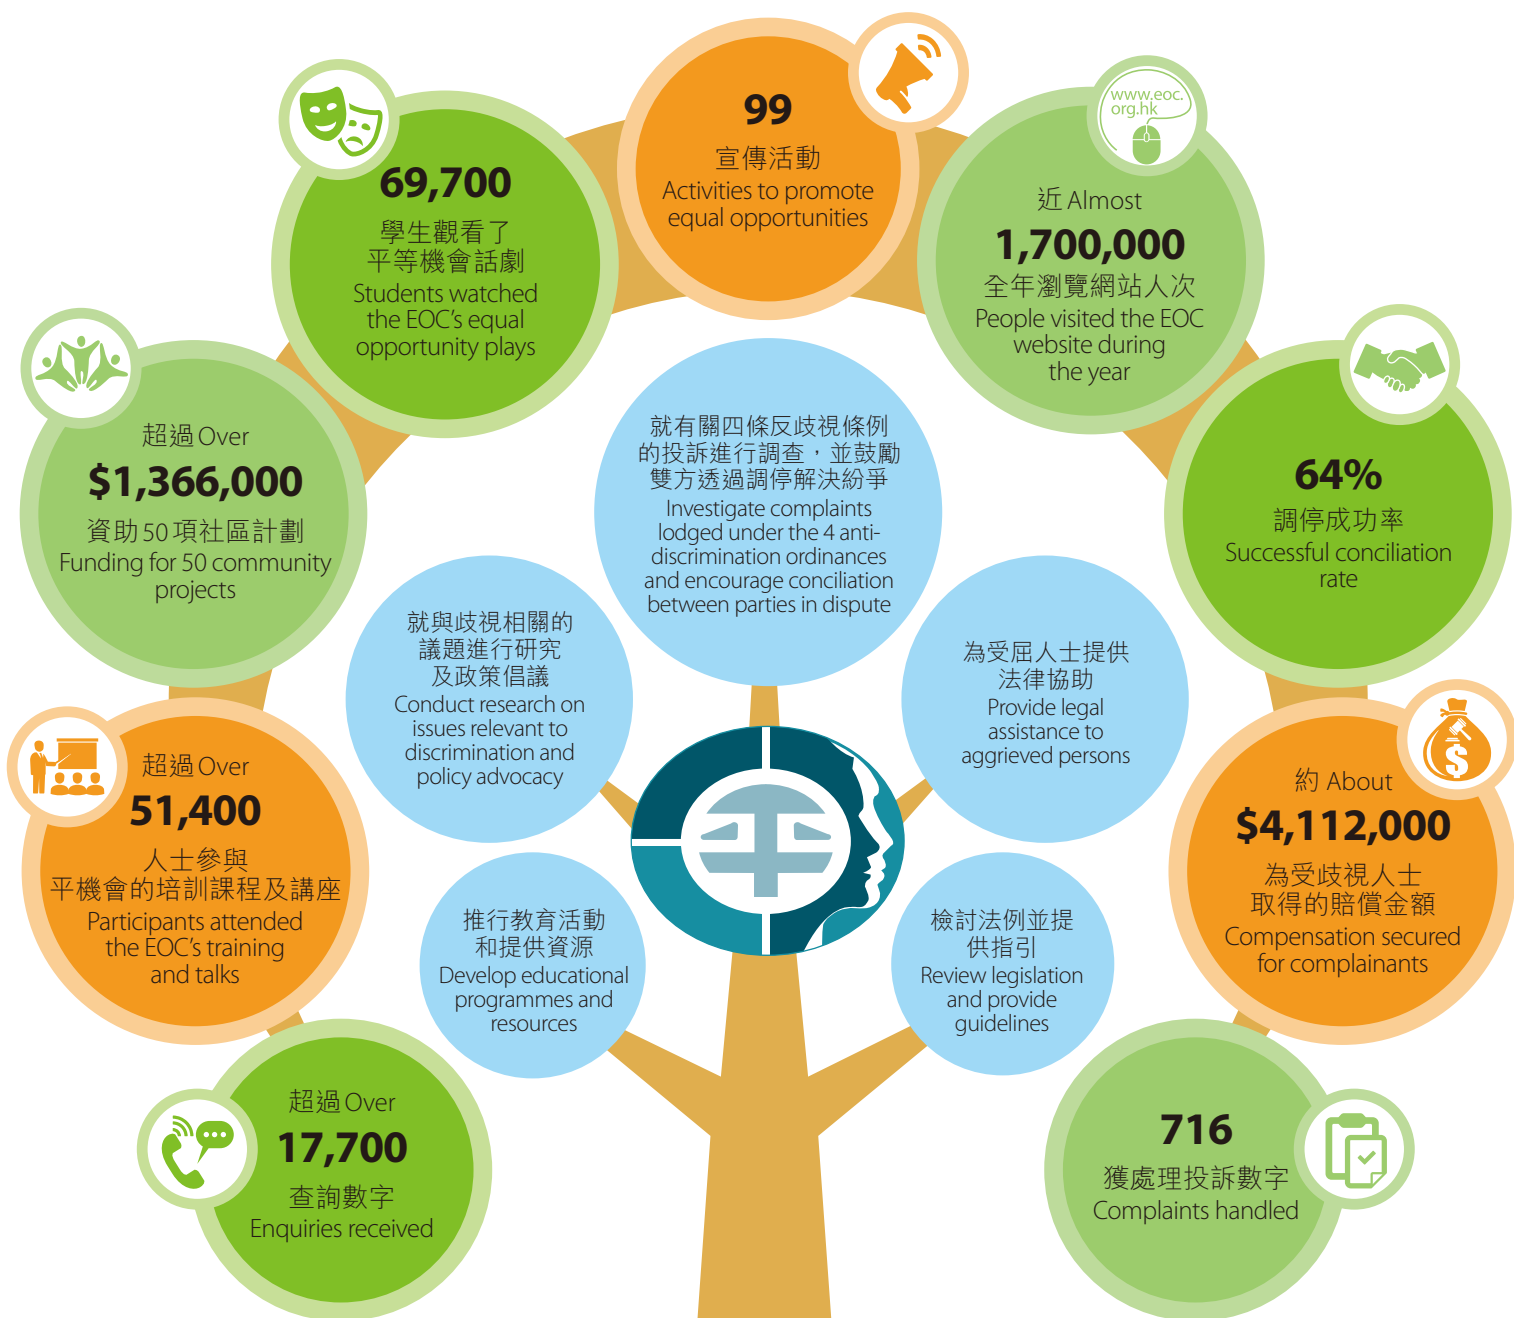 99
宣傳活動
Activities to promote
equal opportunities
69,700
學生觀看了
平等機會話劇
Students watched
the EOC's equal
opportunity plays
www.eoc.
org.hk
近 Almost
1,700,000
全年瀏覽網站人次
People visited the EOC
website during
the year
超過 Over
$1,366,000
資助 50 項社區計劃
Funding for 50 community
projects
64%
調停成功率
Successful conciliation
rate
就有關四條反歧視條例
的投訴進行調查，並鼓勵
雙方透過調停解決紛爭
Investigate complaints
lodged under the 4 anti-
discrimination ordinances
and encourage conciliation
between parties in dispute
就與歧視相關的
議題進行研究
及政策倡議
Conduct research on
issues relevant to
discrimination and
policy advocacy
為受屈人士提供
法律協助
Provide legal
assistance to
aggrieved persons
超過 Over
51,400
人士參與
平機會的培訓課程及講座
Participants attended
the EOC's training
and talks
約 About
$4,112,000
為受歧視人士
取得的賠償金額
Compensation secured
for complainants
推行教育活動
和提供資源
Develop educational
programmes and
resources
檢討法例並提
供指引
Review legislation
and provide
guidelines
超過 Over
17,700
查詢數字
Enquiries received
716
獲處理投訴數字
Complaints handled